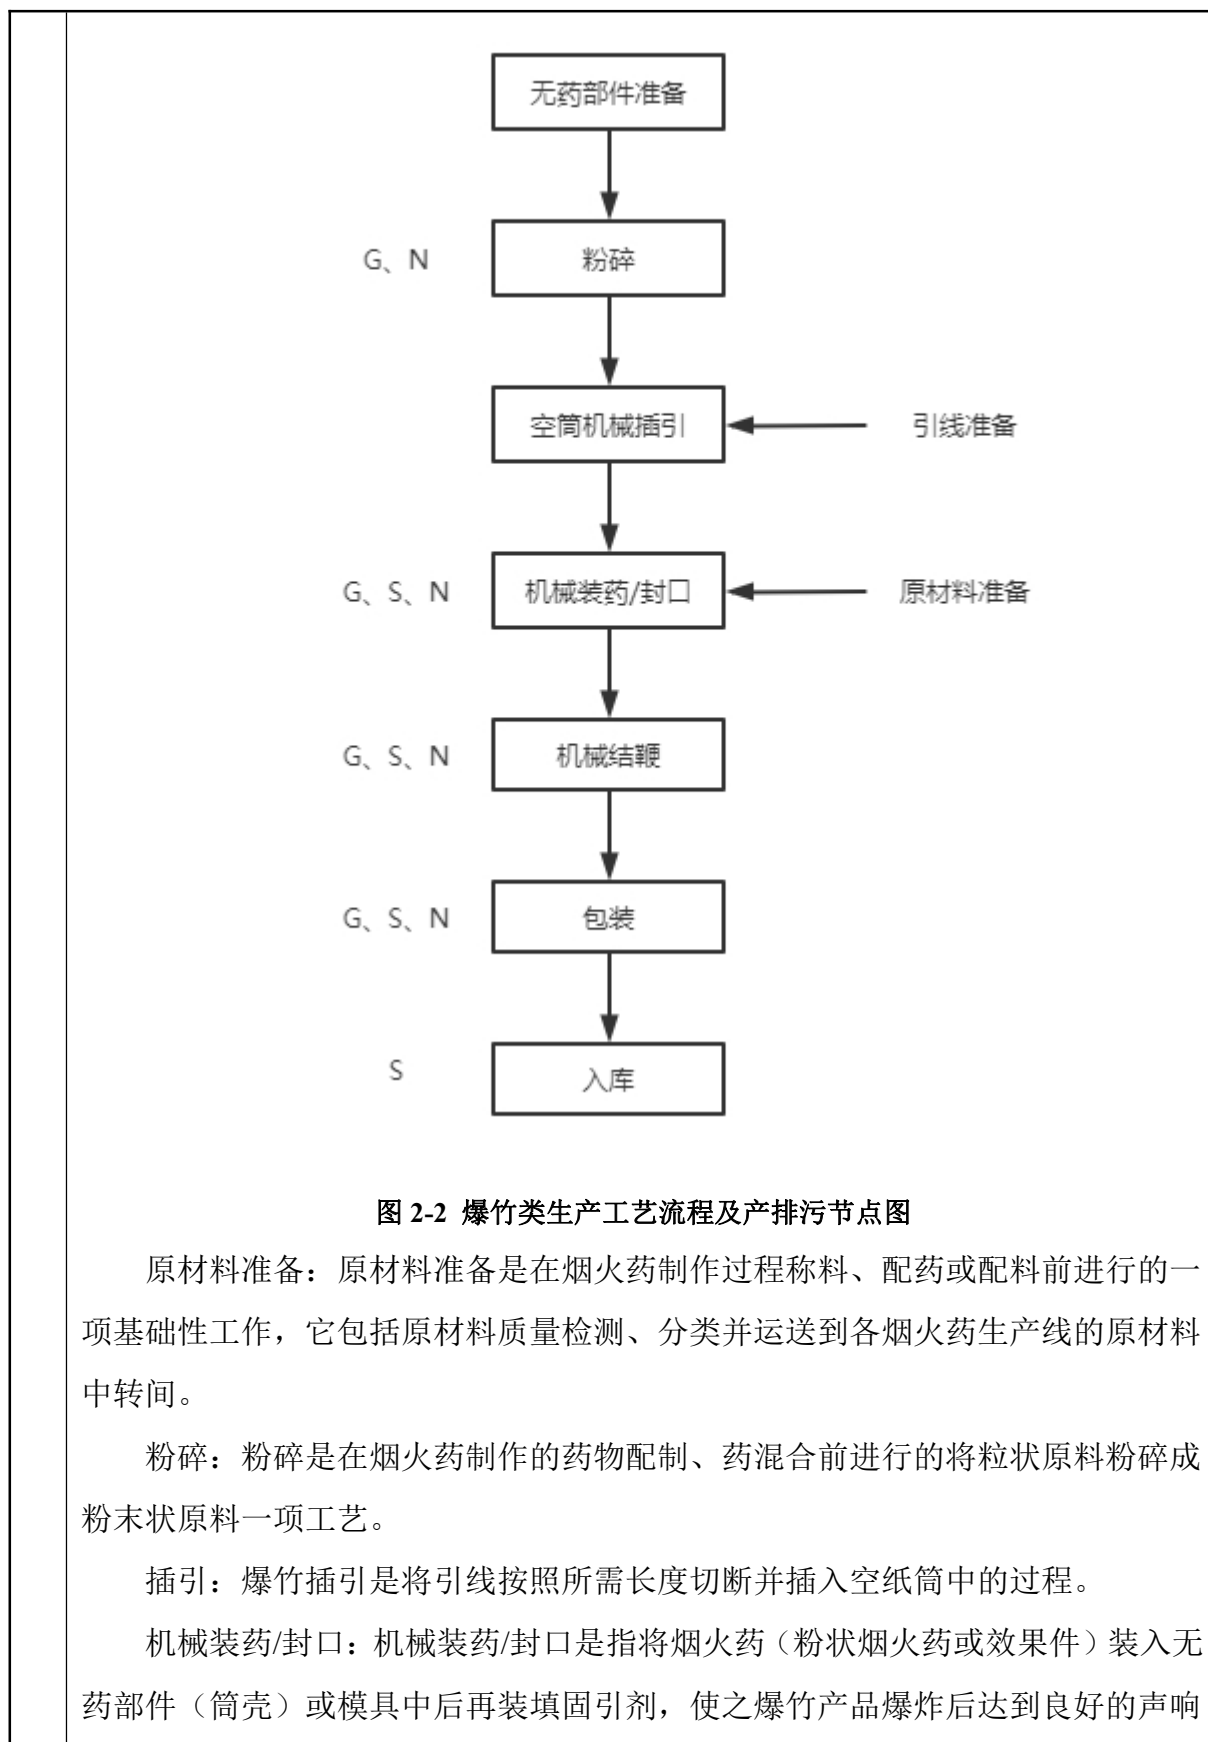 无药部件准备
G、N
粉碎
空筒机械插引
引线准备
G、S、N
机械装药/封口
原材料准备
G、S、N
机械结鞭
G、S、N
包装
S
入库
图 2-2 爆竹类生产工艺流程及产排污节点图
原材料准备：原材料准备是在烟火药制作过程称料、配药或配料前进行的一
项基础性工作，它包括原材料质量检测、分类并运送到各烟火药生产线的原材料
中转间。
粉碎：粉碎是在烟火药制作的药物配制、药混合前进行的将粒状原料粉碎成
粉末状原料一项工艺。
插引：爆竹插引是将引线按照所需长度切断并插入空纸筒中的过程。
机械装药/封口：机械装药/封口是指将烟火药（粉状烟火药或效果件）装入无
药部件（筒壳）或模具中后再装填固引剂，使之爆竹产品爆炸后达到良好的声响